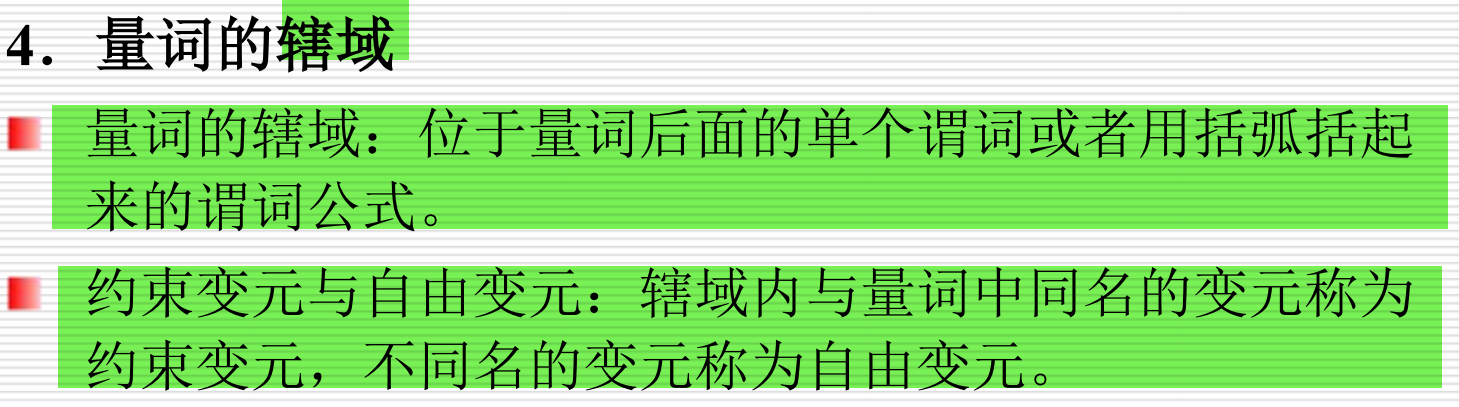 4．量词的辖域
量词的辖域：位于量词后面的单个谓词或者用括弧括起
来的谓词公式。
约束变元与自由变元：辖域内与量词中同名的变元称为
约束变元，不同名的变元称为自由变元。